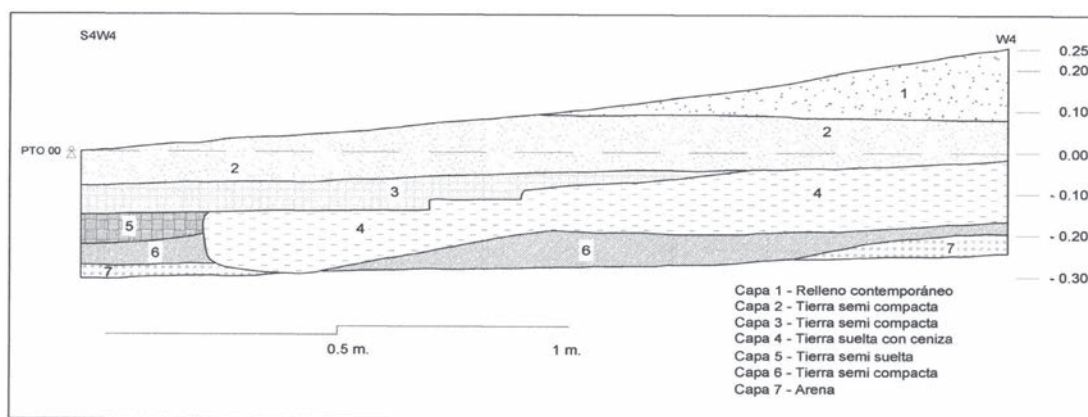 S4W4
W4
0.25
0.20
1
0.10
2
PTO 00
0.00
2
3
4
- 0.10
5
4
6
6
7
- 0.20
7
- 0.30
Capa 1 - Relleno contemporáneo
Capa 2 - Tierra semi compacta
Capa 3 - Tierra semi compacta
Capa 4 - Tierra suelta con ceniza
Capa 5 - Tierra semi suelta
Capa 6 - Tierra semi compacta
Capa 7 - Arena
0.5 m.
1 m.